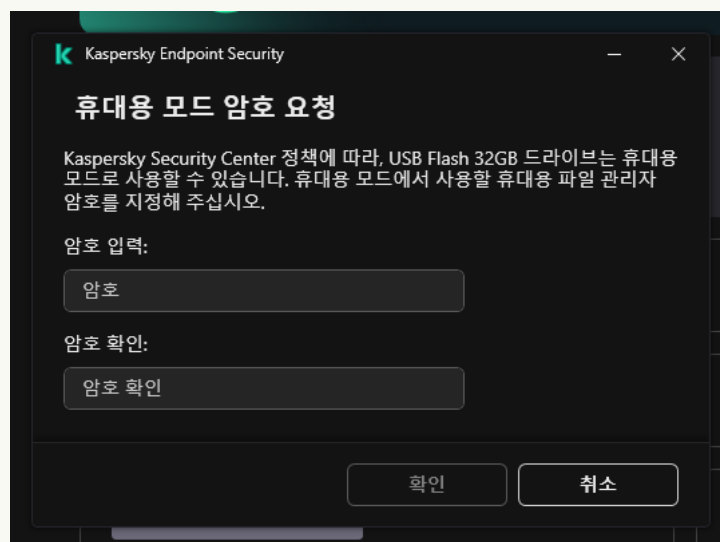 Kaspersky Endpoint Security
휴대용 모드 암호 요청
Kaspersky Security Center 정책에 따라, USB Flash 32GB 드라이브는 휴대용
모드로 사용할 수 있습니다. 휴대용 모드에서 사용할 휴대용 파일 관리자
암호를 지정해 주십시오.
암호 입력:
암호
암호 확인:
암호 확인
확인
취소